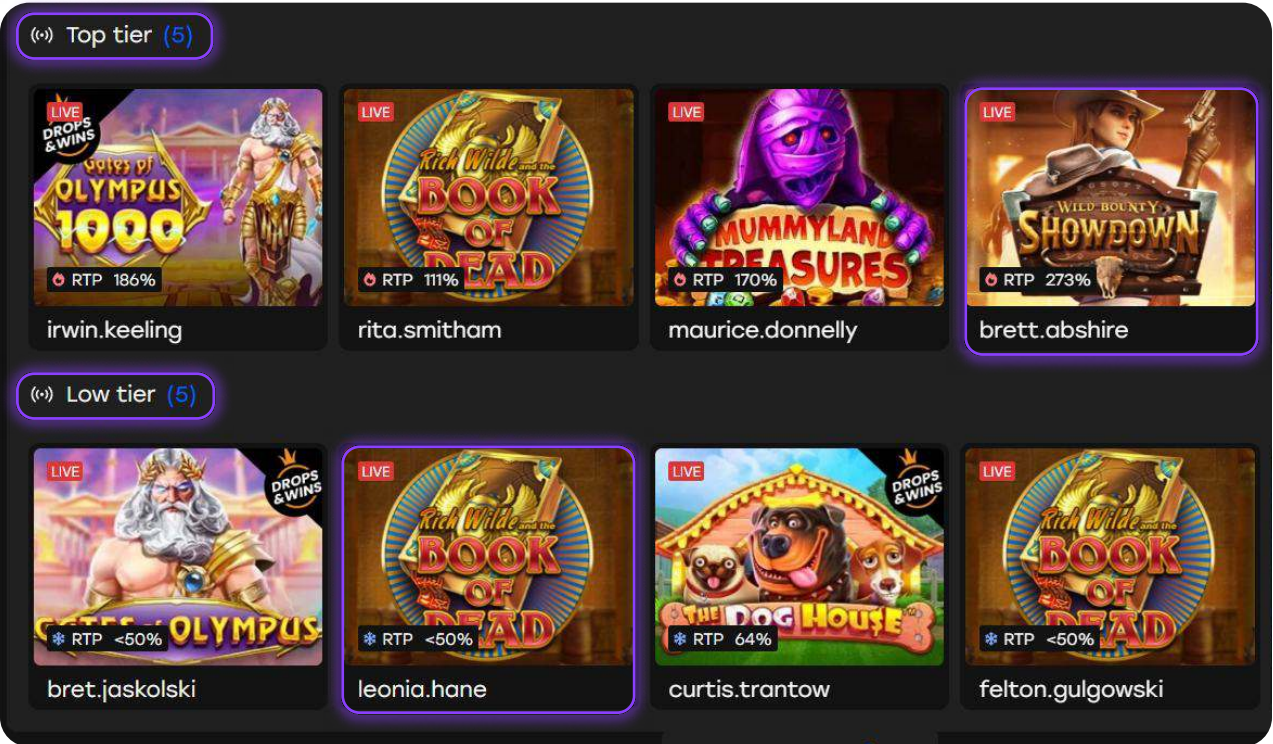 Top tier (5)
LIVE
DROPS
&WINS
Gates of
OLYMPUS
1000
RTP 186%
irwin.keeling
LIVE
Rich Wilde and the
BOOK
OF
DEAD
RTP 111%
rita.smitham
LIVE
MUMMYLAND
TREASURES
RTP 170%
maurice.donnelly
LIVE
WILD BOUNTY
SHOWDOWN
RTP 273%
brett.abshire
Low tier (5)
LIVE
DROPS
&WINS
GATES of OLYMPUS
RTP <50%
bret.jaskolski
LIVE
Rich Wilde and the
BOOK
OF
DEAD
RTP <50%
leonia.hane
LIVE
DROPS
&WINS
THE DOG HOUSE
RTP 64%
curtis.trantow
LIVE
Rich Wilde and the
BOOK
OF
DEAD
RTP <50%
felton.gulgowski